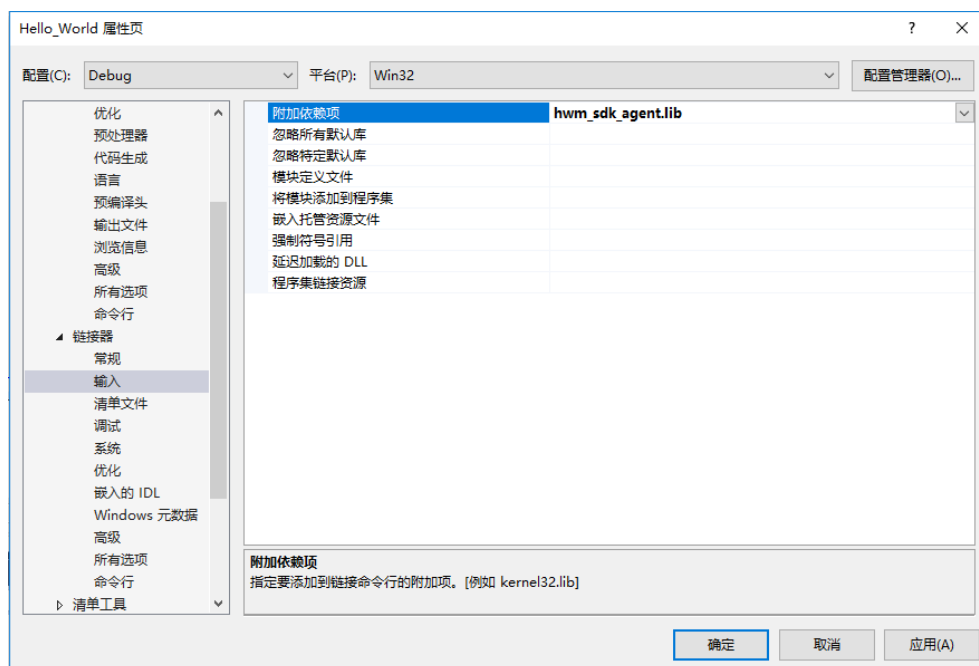 Hello_World 属性页
配置(C): Debug 平台(P): Win32 配置管理器(O)...
优化
预处理器
代码生成
语言
预编译头
输出文件
浏览信息
高级
所有选项
命令行
链接器
常规
输入
清单文件
调试
系统
优化
嵌入的 IDL
Windows 元数据
高级
所有选项
命令行
清单工具
附加依赖项 hwm_sdk_agent.lib
忽略所有默认库
忽略特定默认库
模块定义文件
将模块添加到程序集
嵌入托管资源文件
强制符号引用
延迟加载的 DLL
程序集链接资源
附加依赖项
指定要添加到链接命令行的附加项。[例如 kernel32.lib]
确定 取消 应用(A)